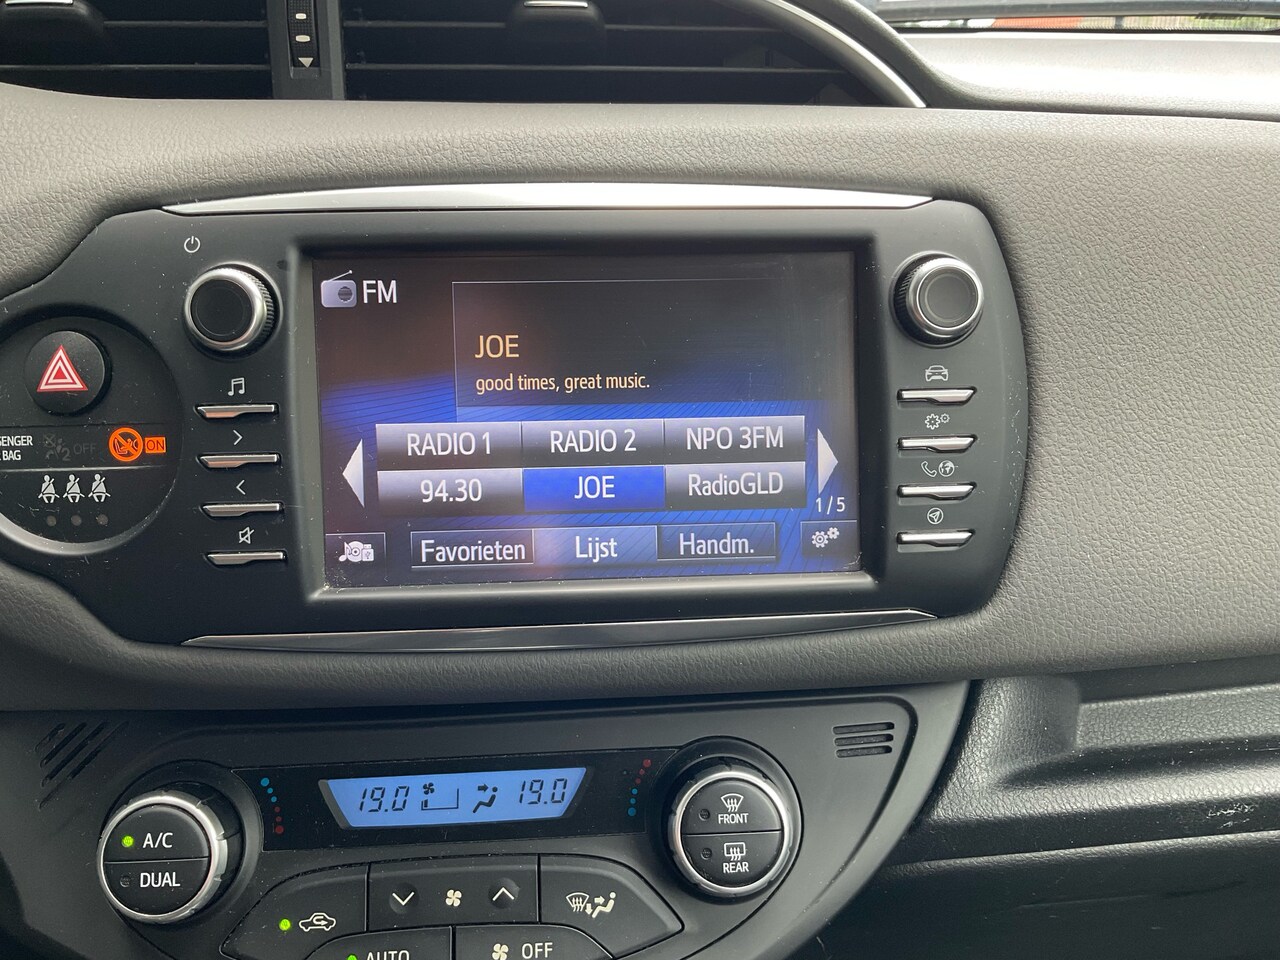 FM
JOE
good times, great music.
RADIO 1 RADIO 2 NPO 3FM
94.30 JOE RadioGLD
1/5
Favorieten Lijst Handm.
SENGER
BAG
2 OFF ON
19.0 19.0
A/C
DUAL
FRONT
REAR
AUTO
OFF